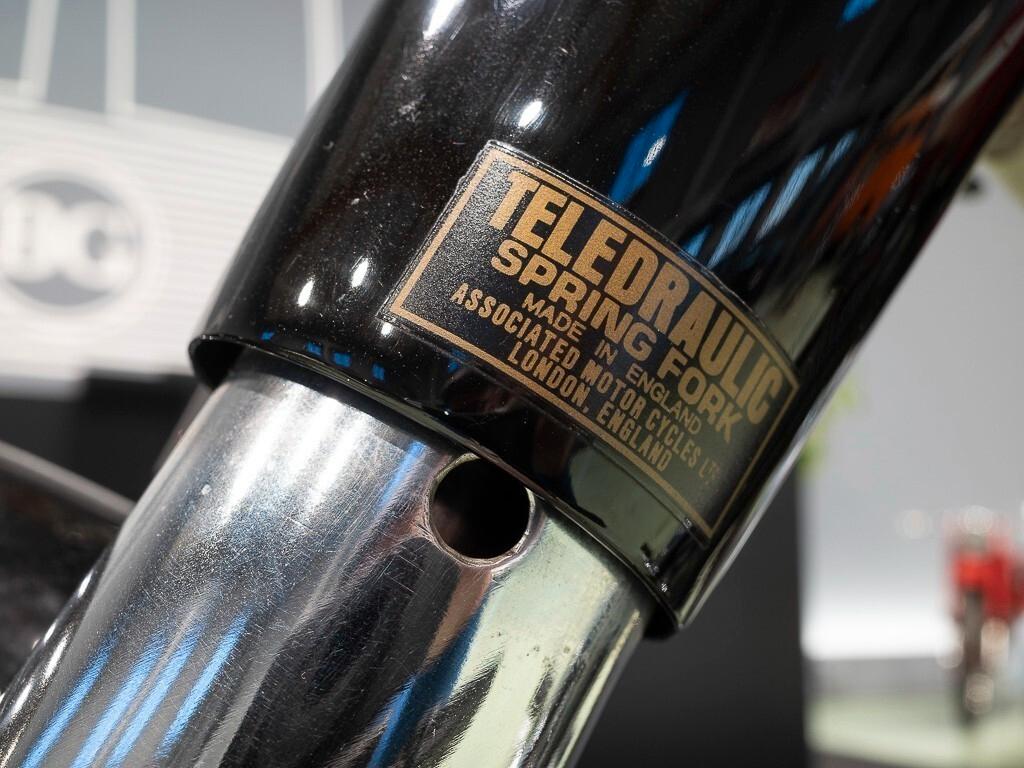 TELEDRAULIC
SPRING FORK
MADE IN ENGLAND
ASSOCIATED MOTOR CYCLES LTD
LONDON, ENGLAND